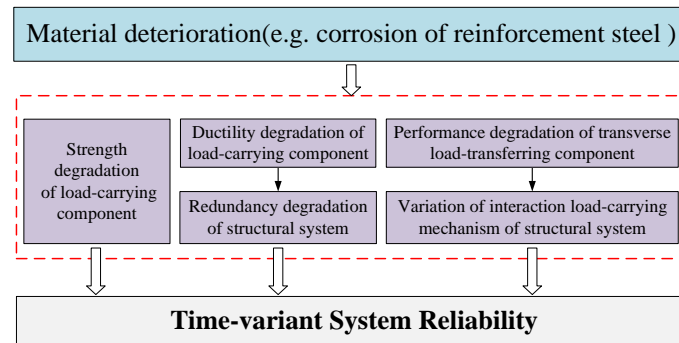 Material deterioration(e.g. corrosion of reinforcement steel )
Strength
degradation
of load-carrying
component
Ductility degradation of
load-carrying component
Redundancy degradation
of structural system
Performance degradation of transverse
load-transferring component
Variation of interaction load-carrying
mechanism of structural system
Time-variant System Reliability